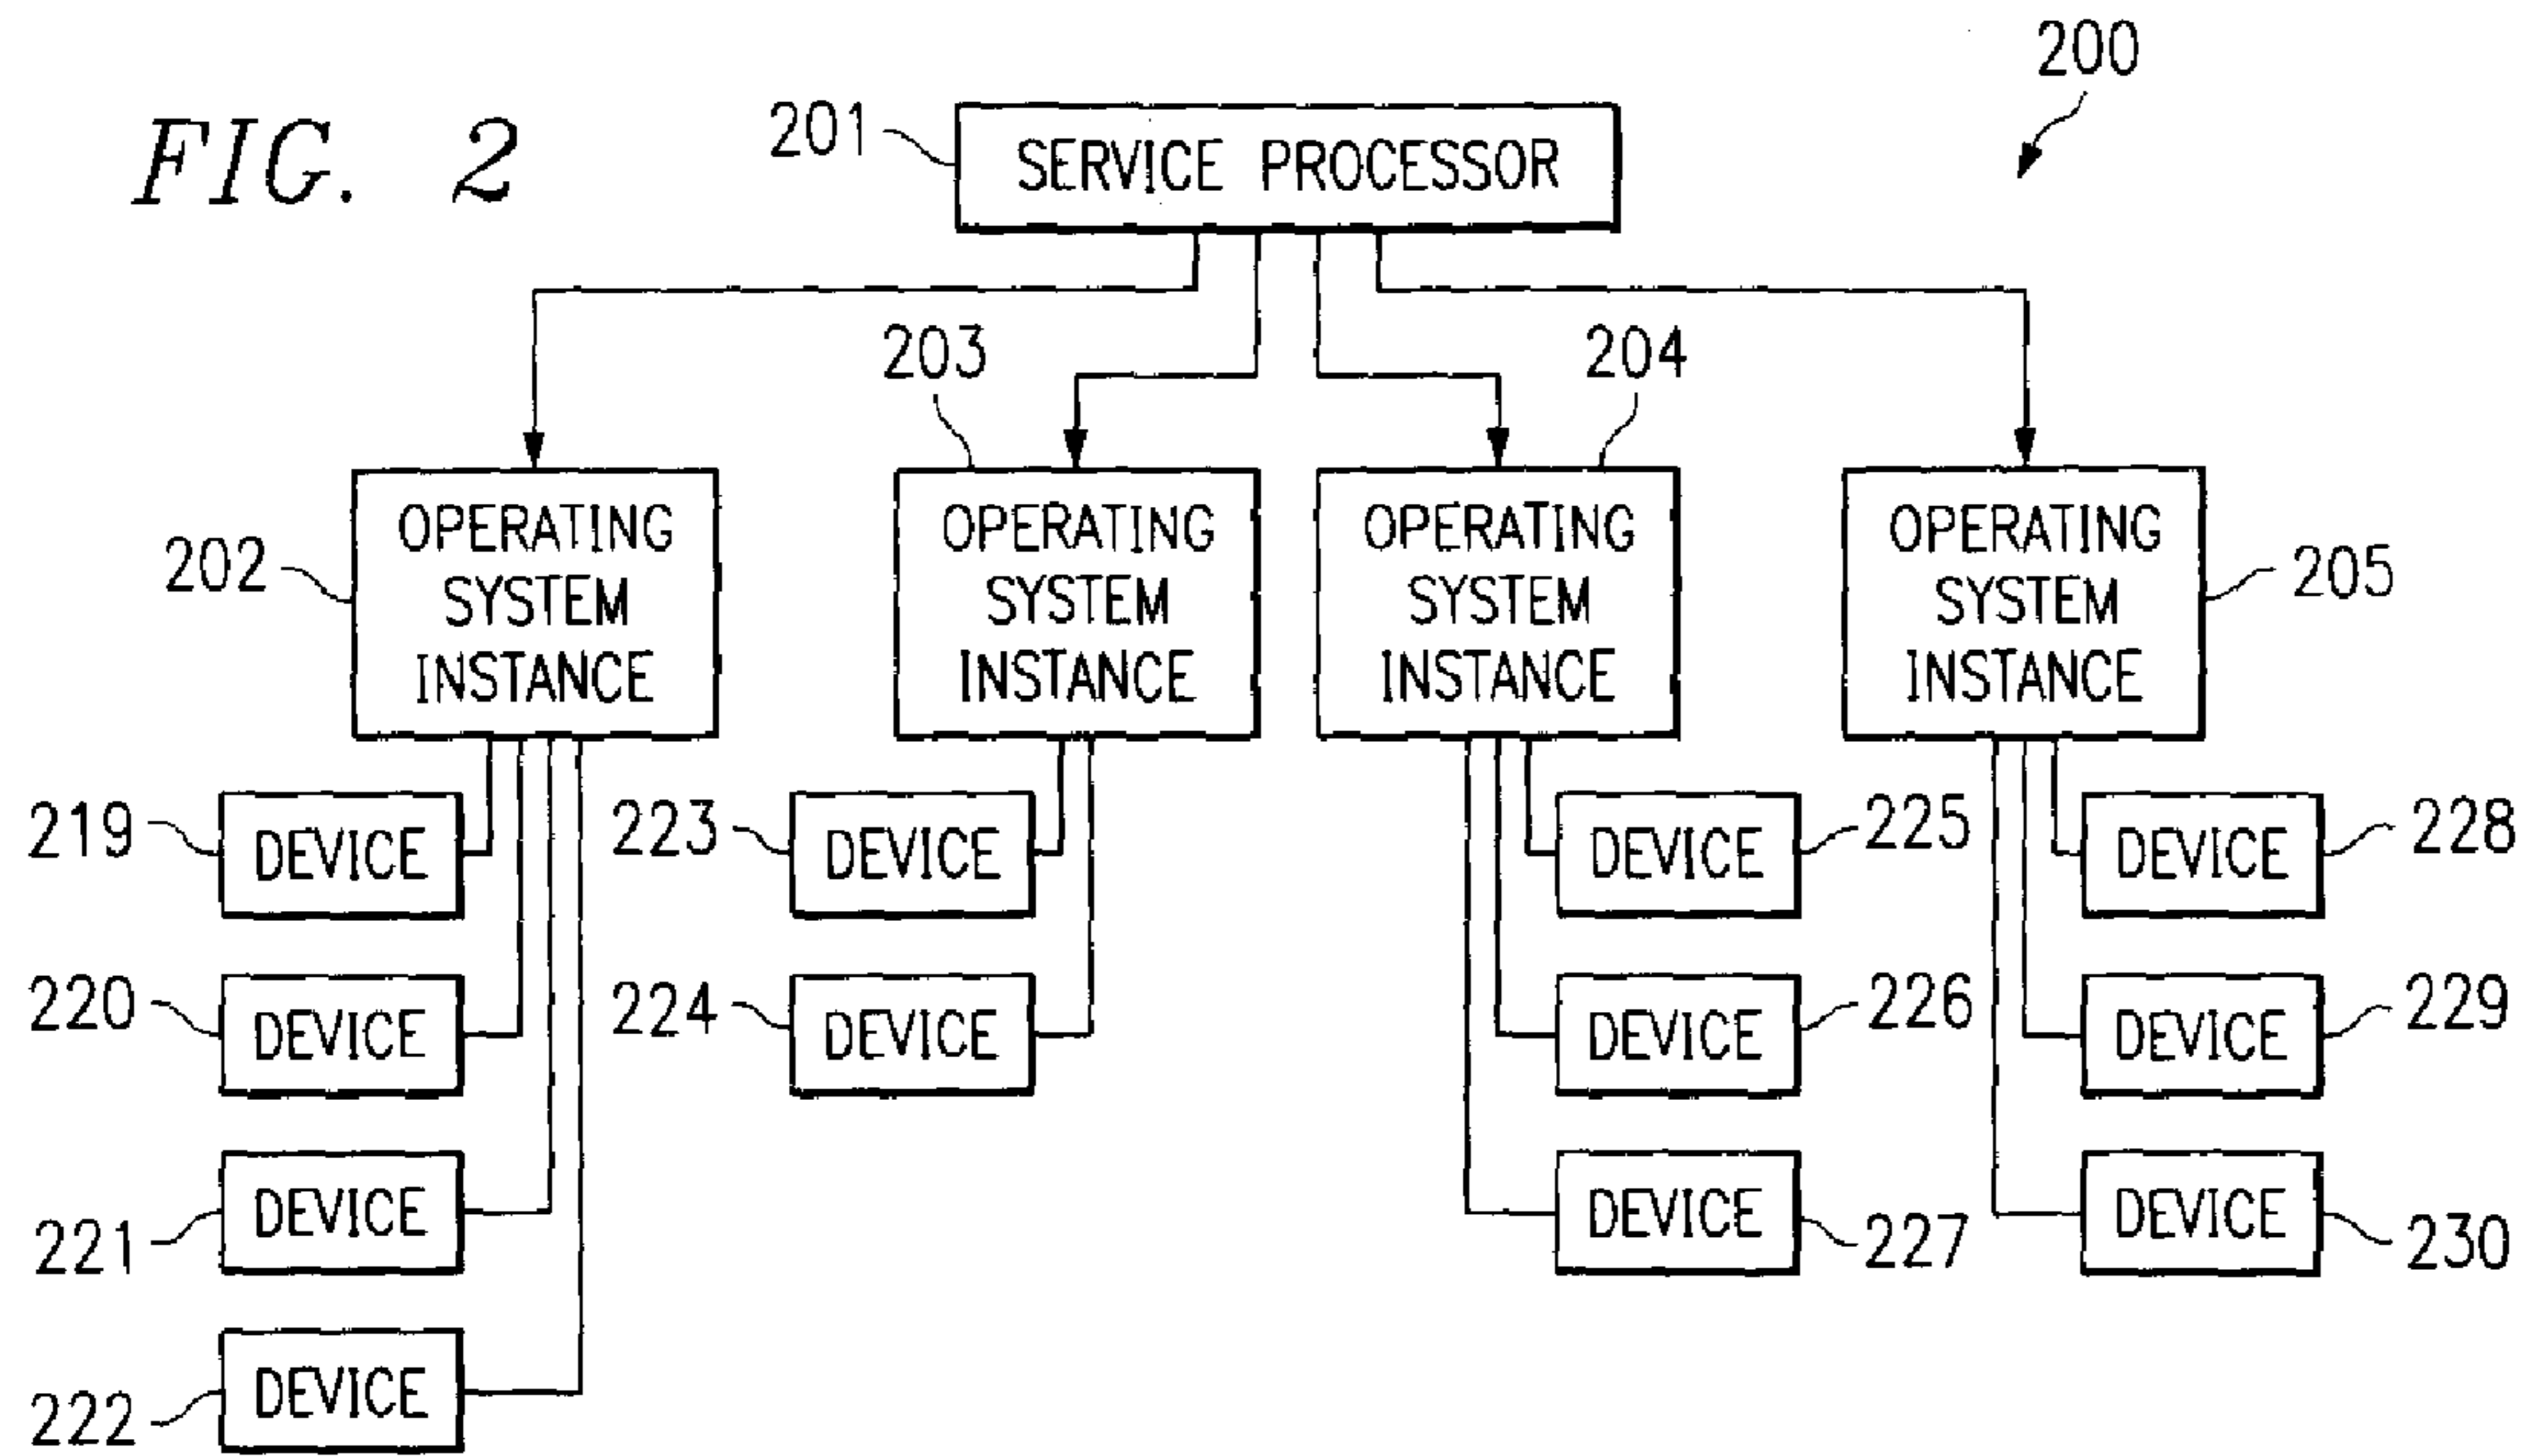 FIG. 2
200
201
SERVICE PROCESSOR
203
204
202
OPERATING
SYSTEM
INSTANCE
OPERATING
SYSTEM
INSTANCE
OPERATING
SYSTEM
INSTANCE
OPERATING
SYSTEM
INSTANCE
205
219
DEVICE
223
DEVICE
DEVICE
225
DEVICE
228
220
DEVICE
224
DEVICE
DEVICE
226
DEVICE
229
221
DEVICE
DEVICE
227
DEVICE
230
222
DEVICE